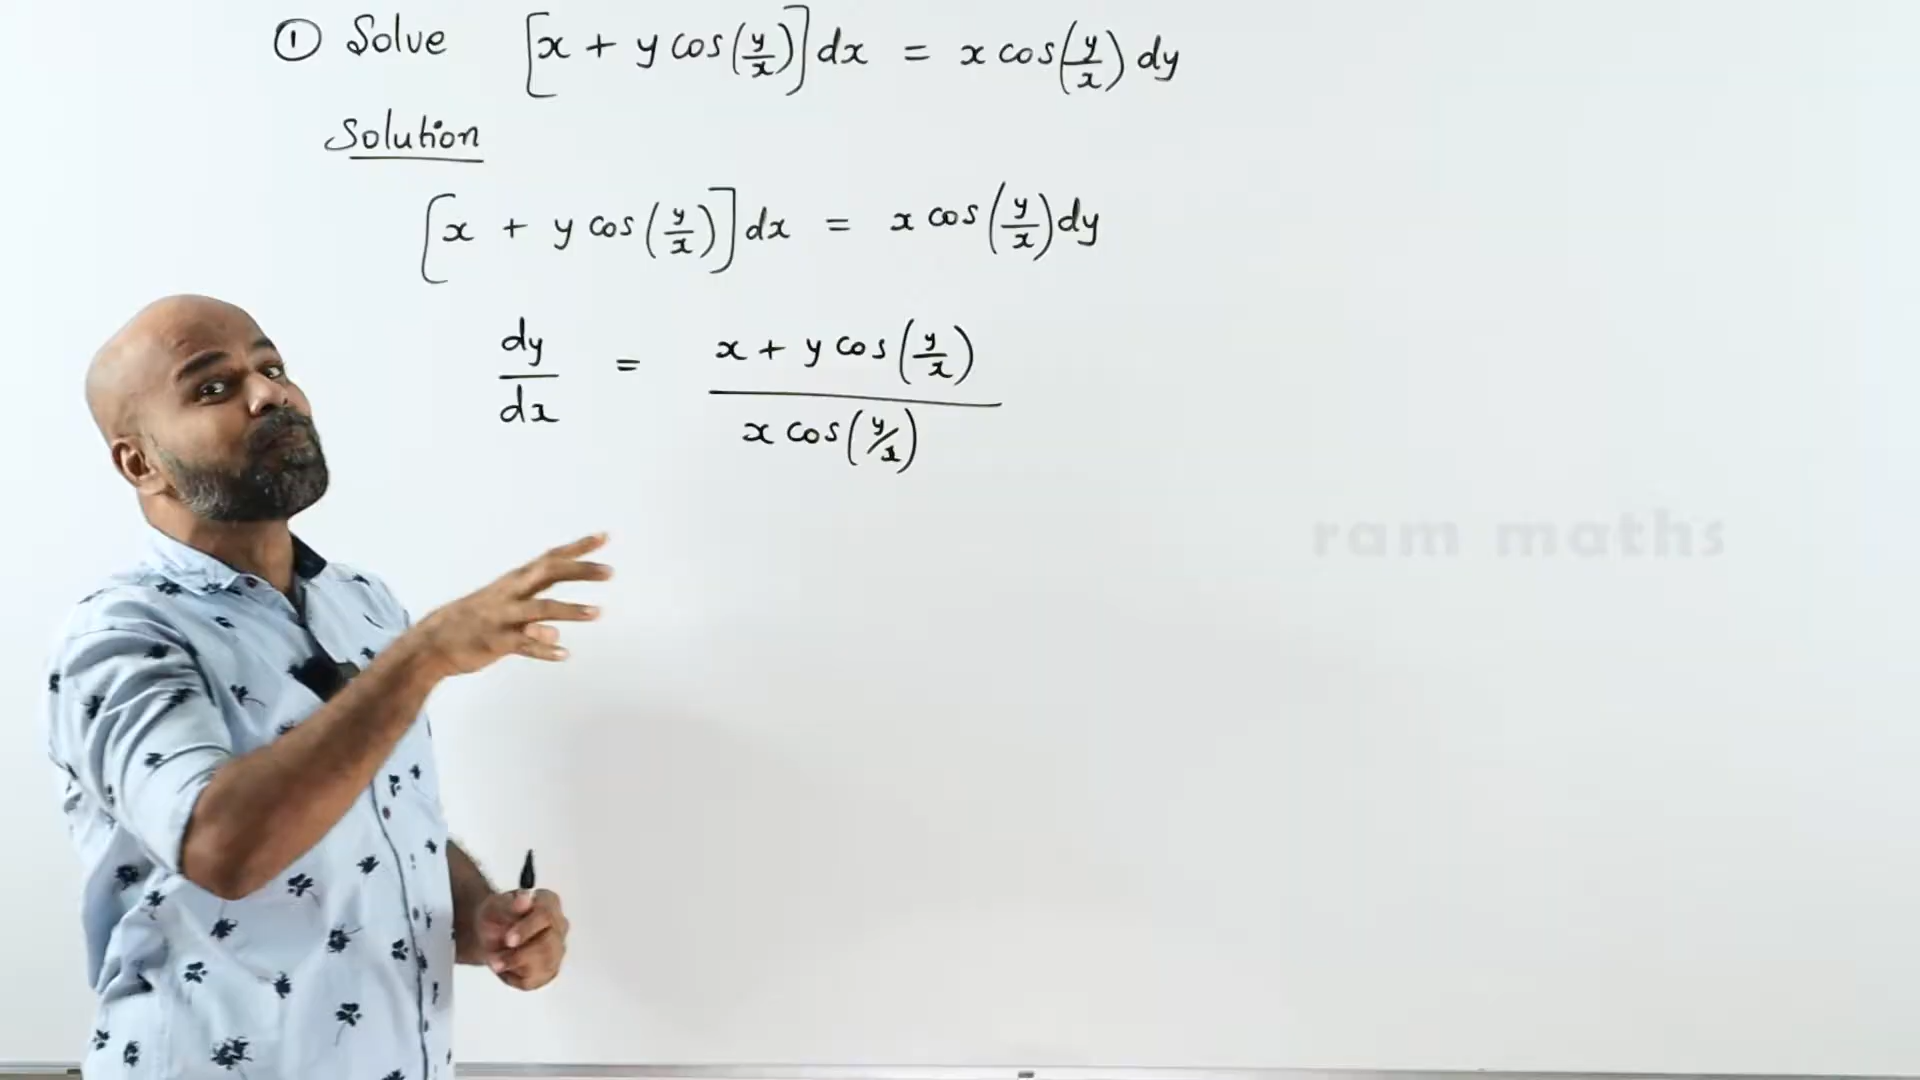 ① Solve [x + y cos(y/x)] dx = x cos(y/x) dy
Solution
[x + y cos(y/x)] dx = x cos(y/x) dy
dy/dx = x + y cos(y/x) / x cos(y/x)
ram maths